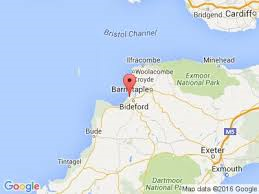 Cardiff
Bridgend
Bristol Channel
Ilfracombe
Minehead
Woolacombe
Croyde
Exmoor
National Park
Barnstaple
Bideford
Bude
M5
Exeter
Tintagel
Exmouth
Dartmoor
National Park
Map data ©2016 Google